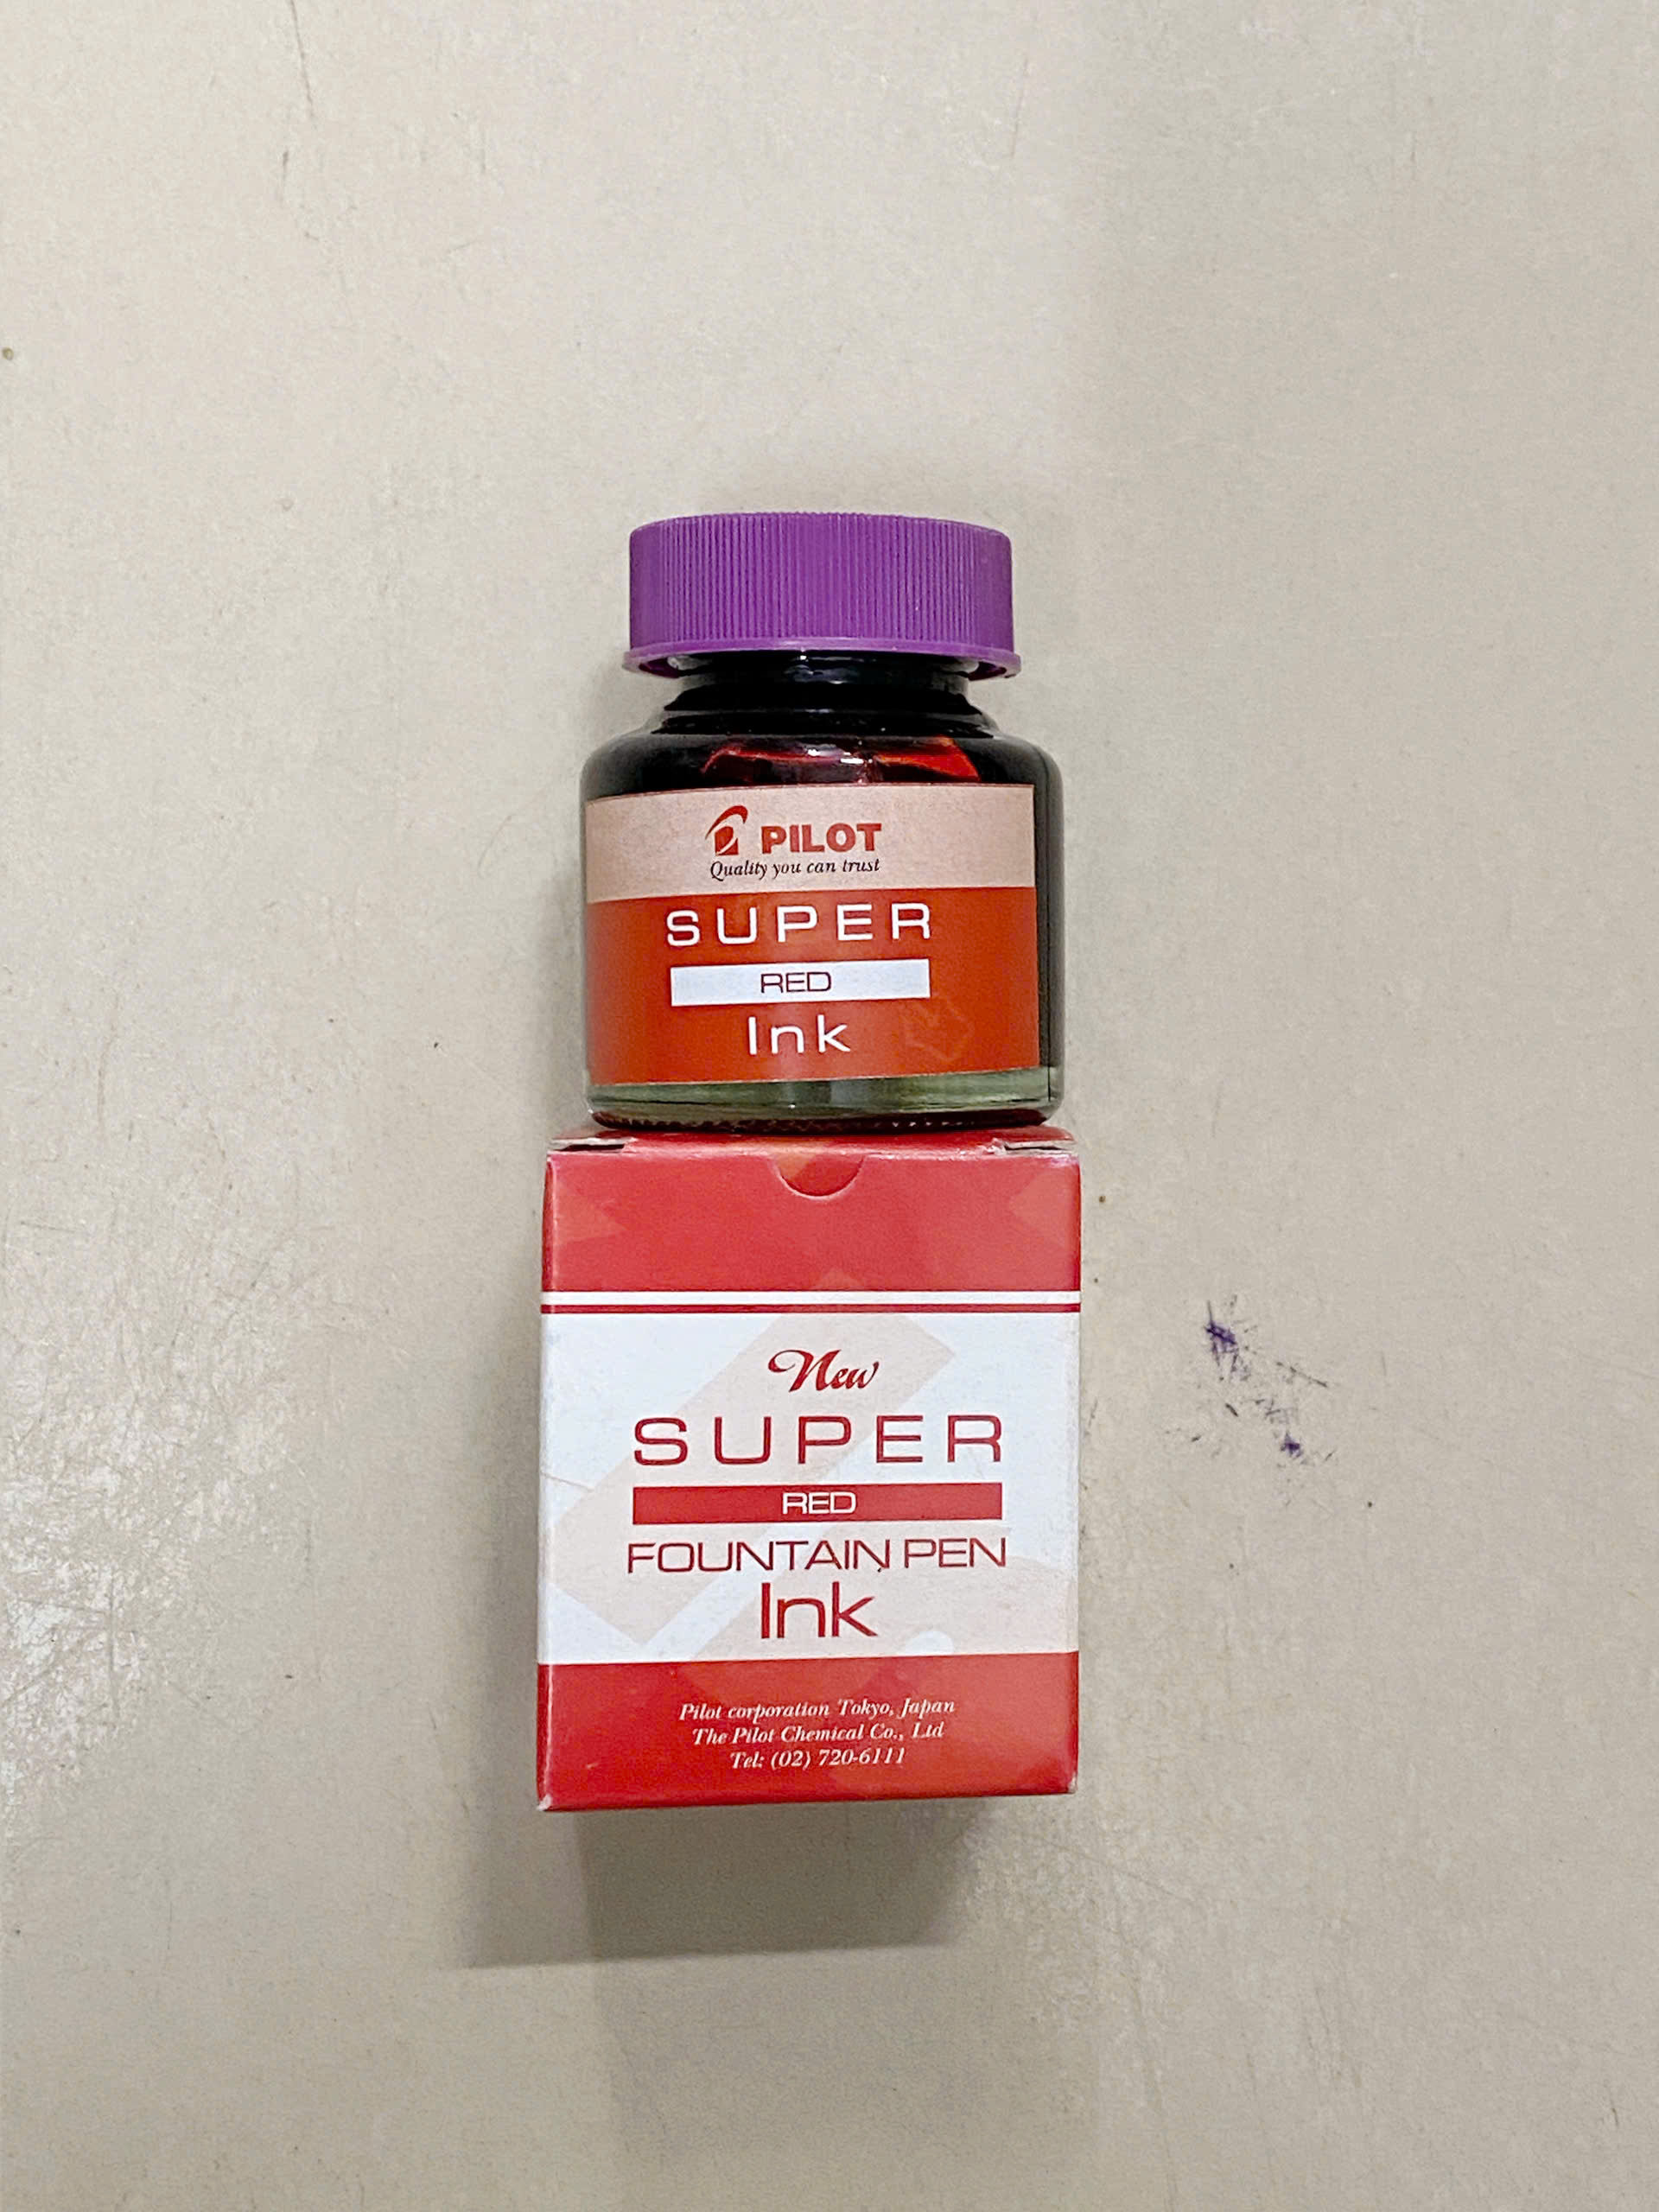 PILOT
Quality you can trust
SUPER
RED
Ink
New
SUPER
RED
FOUNTAIN PEN
Ink
Pilot corporation Tokyo, Japan
The Pilot Chemical Co., Ltd
Tel: (02) 720-6111